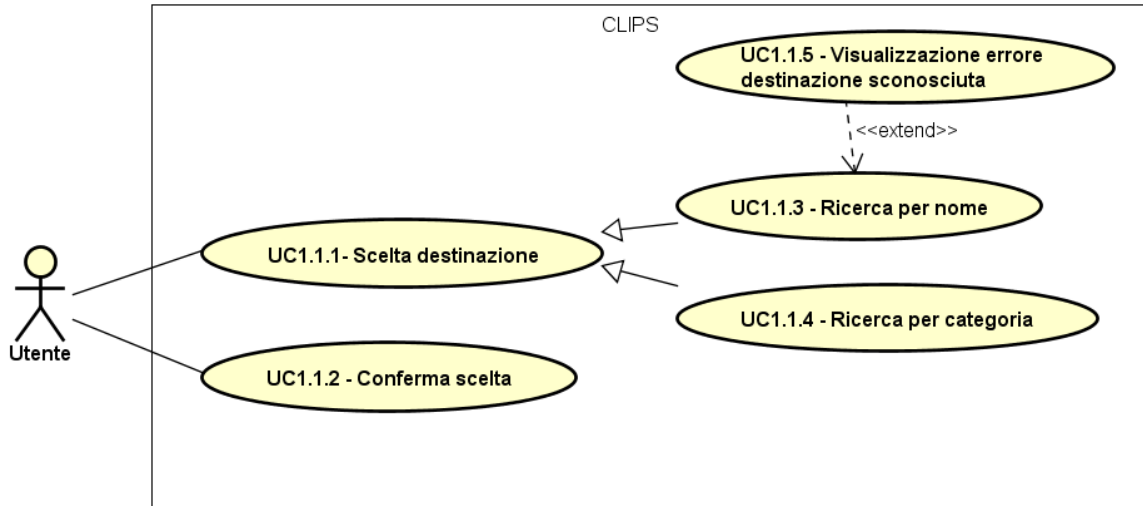 CLIPS
UC1.1.5 - Visualizzazione errore
destinazione sconosciuta
<<extend>>
UC1.1.3 - Ricerca per nome
UC1.1.1- Scelta destinazione
UC1.1.4 - Ricerca per categoria
Utente
UC1.1.2 - Conferma scelta